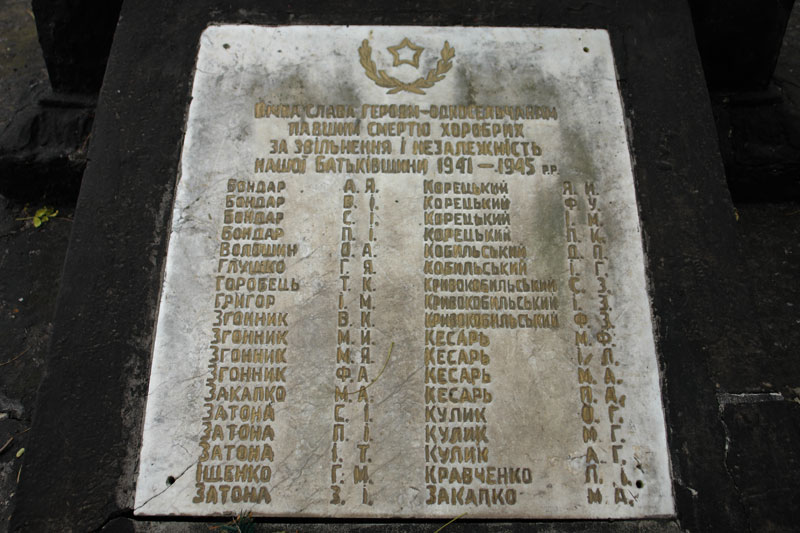 Вічна слава героям-односельчанам
павшим смертю хоробрих
за звільнення і незалежність
нашої Батьківщини 1941—1945 р.р.
Бондар А. Я. Корецький Я. И.
Бондар В. І. Корецький Ф. У.
Бондар С. І. Корецький І. М.
Бондар П. І. Корецький П. К.
Волошин О. А. Кобильський Д. П.
Глушко Г. Я. Кобильський Г. Г.
Горобець Т. К. Кривокобильський С. З.
Григор І. М. Кривокобильський І. З.
Згонник В. К. Кривокобильський Ф. З.
Згонник М. И. Кесарь М. Ф.
Згонник М. Я. Кесарь І. Л.
Згонник Ф. А. Кесарь М. А.
Закапко М. А. Кесарь П. А.
Затона С. І. Кулик О. Г.
Затона П. І. Кулик М. Г.
Затона І. Т. Кулик А. Г.
Іщенко Г. М. Кравченко П. І.
Затона З. І. Закапко М. Д.